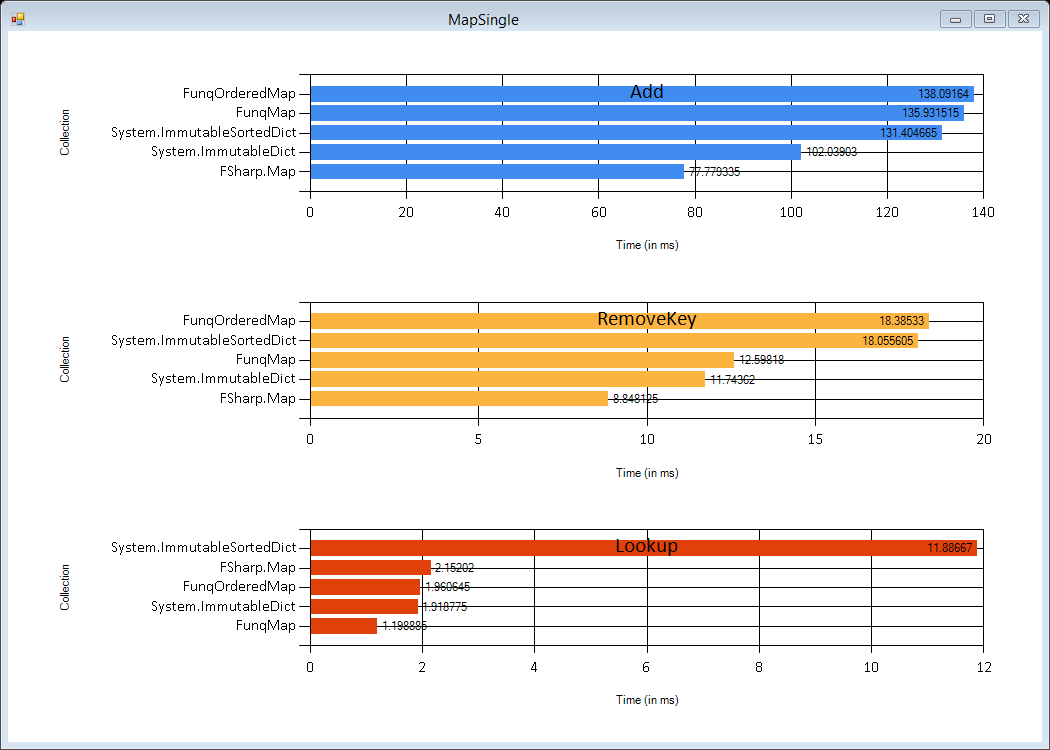 MapSingle
Add
Collection
FunqOrderedMap 138.09164
FunqMap 135.931515
System.ImmutableSortedDict 131.404665
System.ImmutableDict 102.03903
FSharp.Map 77.779335
0 20 40 60 80 100 120 140
Time (in ms)
RemoveKey
Collection
FunqOrderedMap 18.38533
System.ImmutableSortedDict 18.055605
FunqMap 12.59818
System.ImmutableDict 11.74362
FSharp.Map 8.848125
0 5 10 15 20
Time (in ms)
Lookup
Collection
System.ImmutableSortedDict 11.88667
FSharp.Map 2.15202
FunqOrderedMap 1.960645
System.ImmutableDict 1.918775
FunqMap 1.198885
0 2 4 6 8 10 12
Time (in ms)